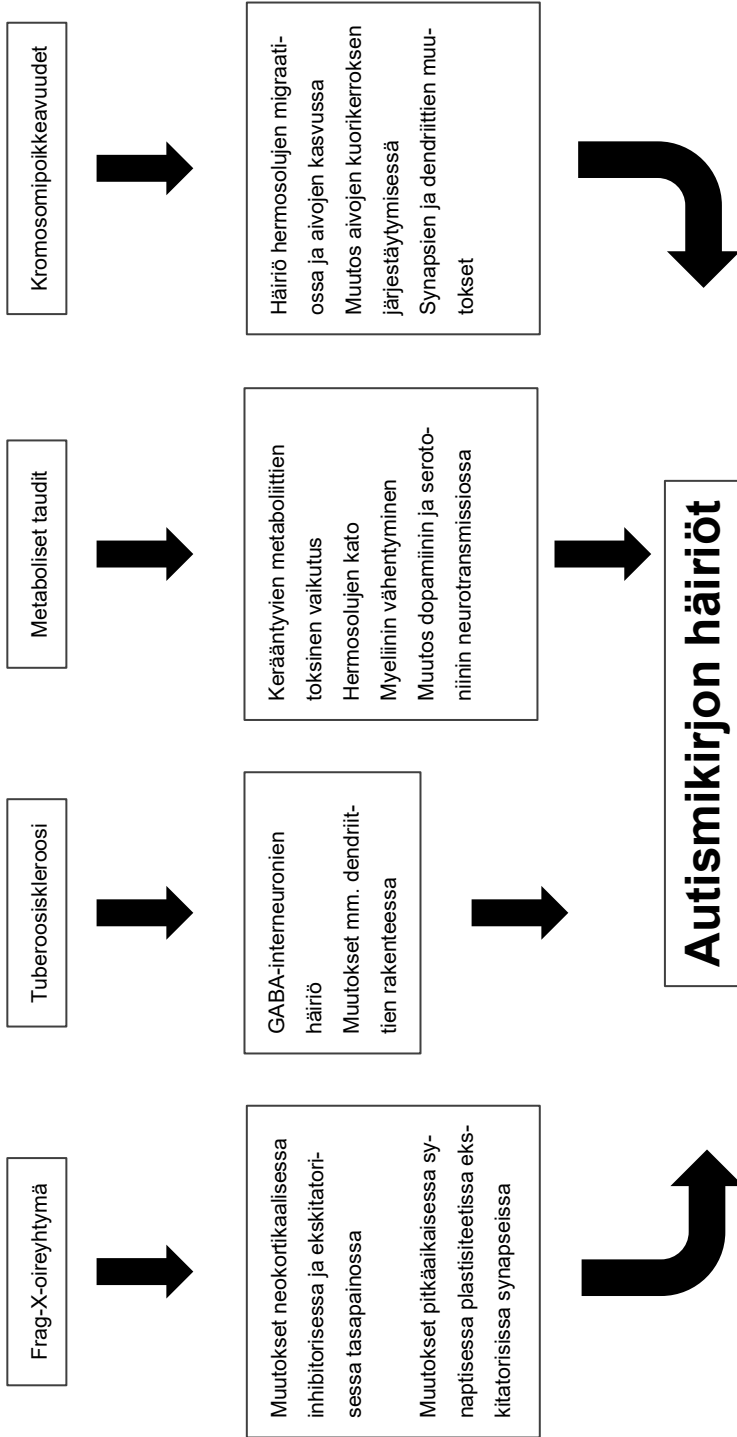 Frag-X-oireyhtymä
Tuberoosiskleroosi
Metaboliset taudit
Kromosomipoikkeavuudet
Muutokset neokortikaalisessa
inhibitorisessa ja ekskitatori-
sessa tasapainossa
Muutokset pitkäaikaisessa sy-
naptisessa plastisiteetissa eks-
kitatorisissa synapseissa
GABA-interneuronien
häiriö
Muutokset mm. dendriit-
tien rakenteessa
Kerääntyvien metaboliittien
toksinen vaikutus
Hermosolujen kato
Myeliinin vähentyminen
Muutos dopamiinin ja seroto-
niinin neurotransmissiossa
Häiriö hermosolujen migraati-
ossa ja aivojen kasvussa
Muutos aivojen kuorikerroksen
järjestäytymisessä
Synapsien ja dendriittien muu-
tokset
Autismikirjon häiriöt